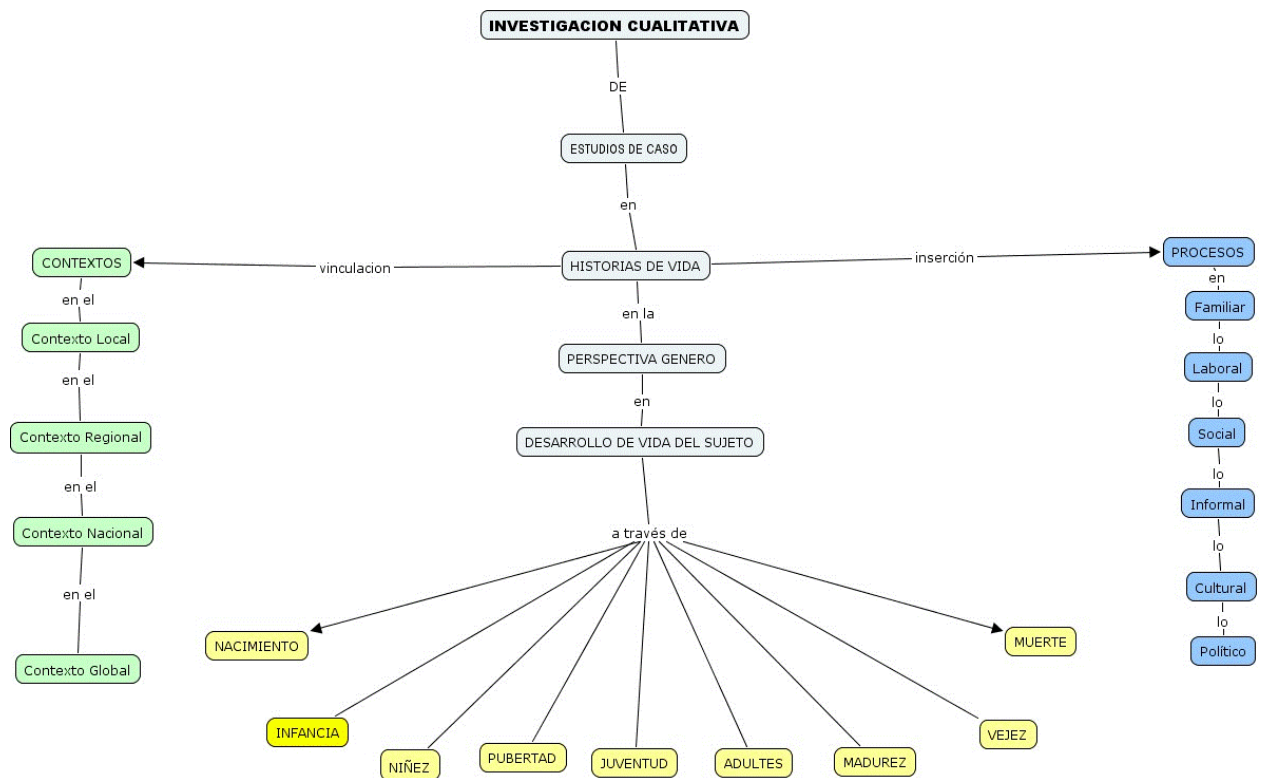 INVESTIGACION CUALITATIVA
DE
ESTUDIOS DE CASO
en
HISTORIAS DE VIDA
vinculacion
inserción
CONTEXTOS
en el
Contexto Local
en el
Contexto Regional
en el
Contexto Nacional
en el
Contexto Global
en la
PERSPECTIVA GENERO
en
DESARROLLO DE VIDA DEL SUJETO
a través de
NACIMIENTO
INFANCIA
NIÑEZ
PUBERTAD
JUVENTUD
ADULTES
MADUREZ
VEJEZ
MUERTE
PROCESOS
en
Familiar
lo
Laboral
lo
Social
lo
Informal
lo
Cultural
lo
Político